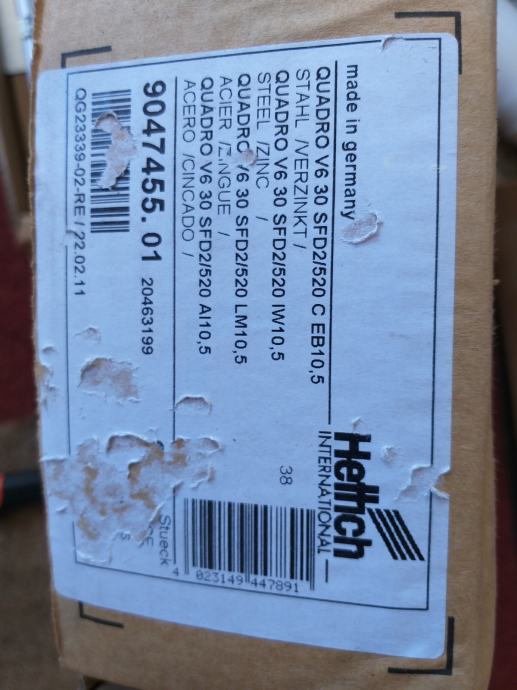 made in germany
Hettich
INTERNATIONAL
QUADRO V6 30 SFD2/520 C EB10,5
STAHL /VERZINKT /
QUADRO V6 30 SFD2/520 IW10,5
STEEL /ZINC /
QUADRO V6 30 SFD2/520 LM10,5
ACIER /ZINGUE /
QUADRO V6 30 SFD2/520 AI10,5
ACERO /CINCADO /
38
4 023149 447891
9047455. 01 20463199
Stueck
QG23339-02-RE / 22.02.11